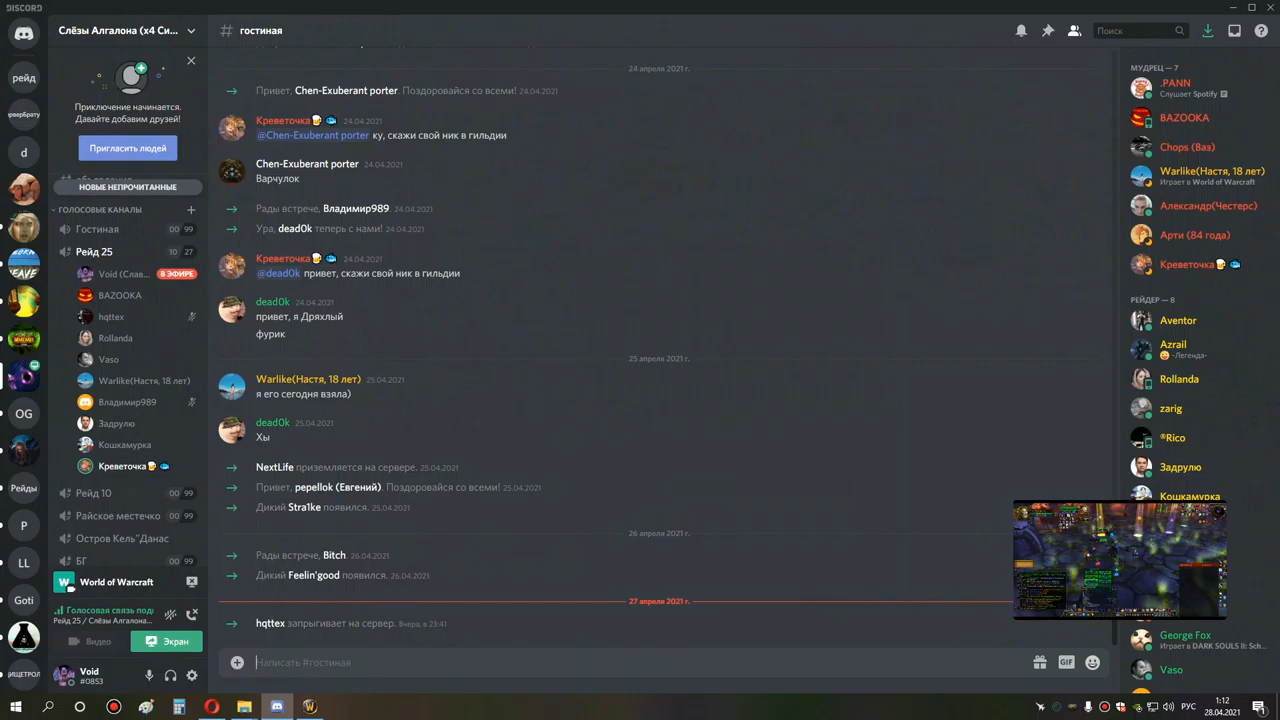 DISCORD
Слёзы Алгалона (x4 Си...
# гостиная
Поиск
рейд
d
OG
Рейды
P
LL
Goti
Приключение начинается.
Давайте добавим друзей!
Пригласить людей
НОВЫЕ НЕПРОЧИТАННЫЕ
ГОЛОСОВЫЕ КАНАЛЫ
Гостиная 00 99
Рейд 25 10 27
Void (Слав... В ЭФИРЕ
BAZOOKA
hqttex
Rollanda
Vaso
Warlike(Настя, 18 лет)
Владимир989
Задрулю
Кошкамурка
Креветочка
Рейд 10 00 99
Райское местечко 00 99
Остров Кель"Данас
БГ 00 99
World of Warcraft
Голосовая связь под
Рейд 25 / Слёзы Алгалона...
Видео
Экран
Void
#0853
24 апреля 2021 г.
Привет, Chen-Exuberant porter. Поздоровайся со всеми! 24.04.2021
Креветочка 24.04.2021
@Chen-Exuberant porter ку, скажи свой ник в гильдии
Chen-Exuberant porter 24.04.2021
Варчулок
Рады встрече, Владимир989 24.04.2021
Ура, dead0k теперь с нами! 24.04.2021
Креветочка 24.04.2021
@dead0k привет, скажи свой ник в гильдии
dead0k 24.04.2021
привет, я Дряхлый
фурик
25 апреля 2021 г.
Warlike(Настя, 18 лет) 25.04.2021
я его сегодня взяла)
dead0k 25.04.2021
Хы
NextLife приземляется на сервере. 25.04.2021
Привет, pepellok (Евгений). Поздоровайся со всеми! 25.04.2021
Дикий Stra1ke появился. 25.04.2021
26 апреля 2021 г.
Рады встрече, Bitch 26.04.2021
Дикий Feelin'good появился. 26.04.2021
27 апреля 2021 г.
hqttex запрыгивает на сервер. Вчера, в 23:41
Написать #гостиная
GIF
МУДРЕЦ — 7
.PANN
Слушает Spotify
BAZOOKA
Chops (Ваз)
Warlike(Настя, 18 лет)
Играет в World of Warcraft
Александр(Честерс)
Арти (84 года)
Креветочка
РЕЙДЕР — 8
Aventor
Azrail
-Легенда-
Rollanda
zarig
®Rico
Задрулю
Кошкамурка
George Fox
Играет в DARK SOULS II: Sch...
Vaso
РУС
1:12
28.04.2021